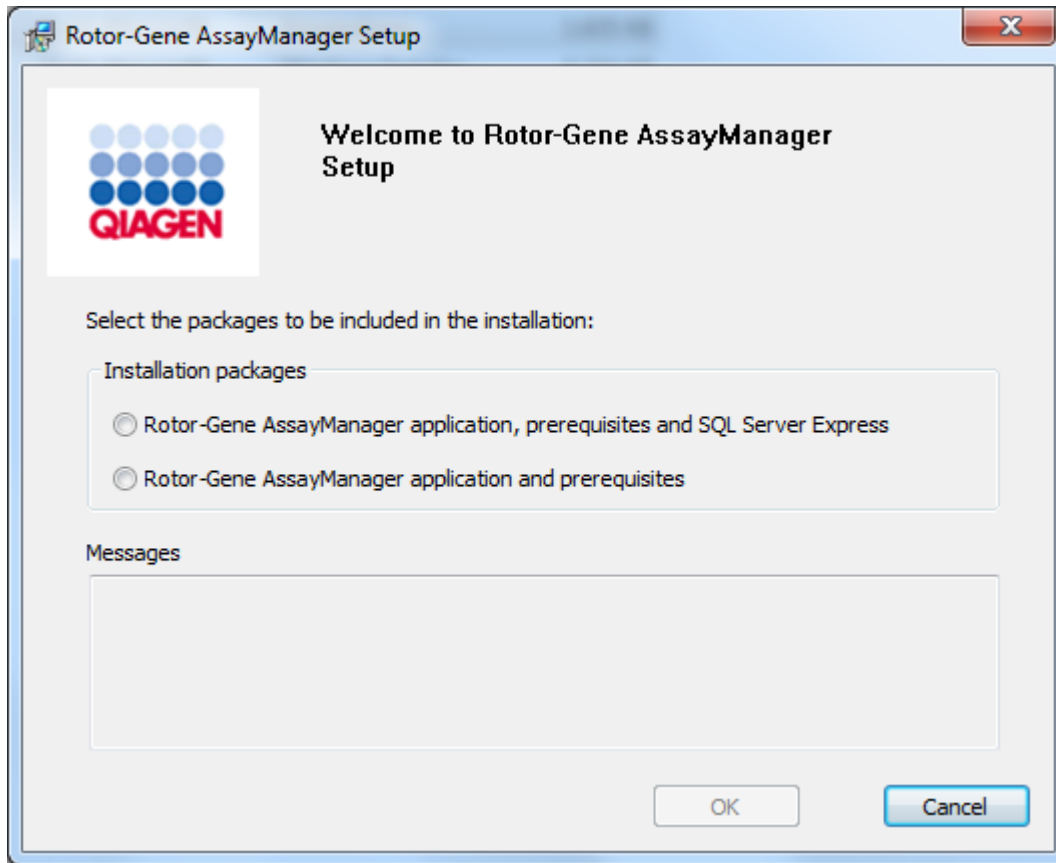 Rotor-Gene AssayManager Setup
X
QIAGEN
Welcome to Rotor-Gene AssayManager
Setup
Select the packages to be included in the installation:
Installation packages
Rotor-Gene AssayManager application, prerequisites and SQL Server Express
Rotor-Gene AssayManager application and prerequisites
Messages
OK
Cancel